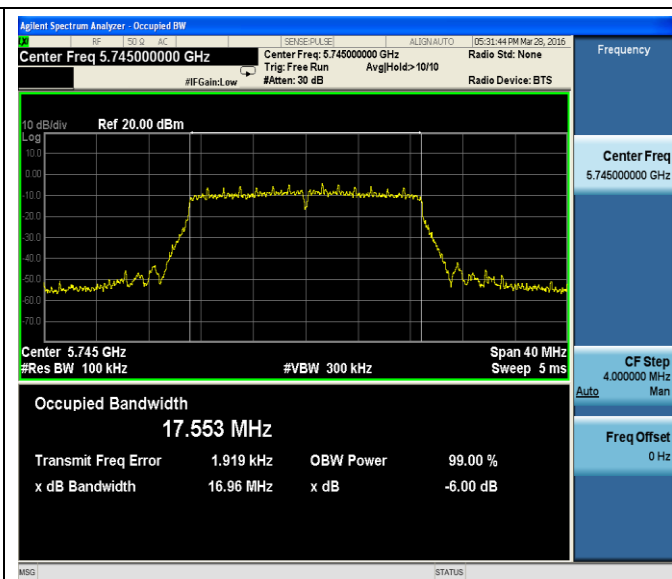 Agilent Spectrum Analyzer - Occupied BW
RF 50 Ω AC SENSE:PULSE ALIGN AUTO 05:31:44 PM Mar 28, 2016
Center Freq 5.745000000 GHz Center Freq: 5.745000000 GHz Radio Std: None
Trig: Free Run Avg|Hold:>10/10
#IFGain:Low #Atten: 30 dB Radio Device: BTS
Frequency
10 dB/div Ref 20.00 dBm
Log
10.0
0.00
-10.0
-20.0
-30.0
-40.0
-50.0
-60.0
-70.0
Center 5.745 GHz Span 40 MHz
#Res BW 100 kHz #VBW 300 kHz Sweep 5 ms
Occupied Bandwidth
17.553 MHz
Transmit Freq Error 1.919 kHz OBW Power 99.00 %
x dB Bandwidth 16.96 MHz x dB -6.00 dB
Center Freq
5.745000000 GHz
CF Step
4.000000 MHz
Auto Man
Freq Offset
0 Hz
MSG STATUS